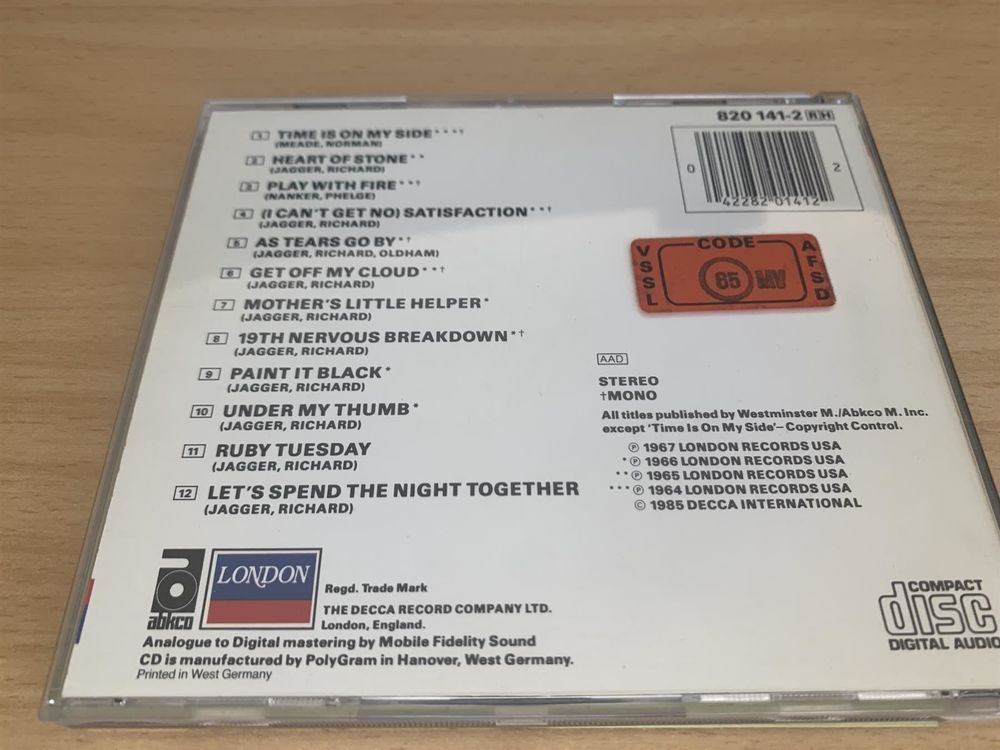 820 141-2 RH
0 42282 01412 2
1 TIME IS ON MY SIDE***†
(MEADE, NORMAN)
2 HEART OF STONE**
(JAGGER, RICHARD)
3 PLAY WITH FIRE**†
(NANKER, PHELGE)
4 (I CAN'T GET NO) SATISFACTION**†
(JAGGER, RICHARD)
5 AS TEARS GO BY*†
(JAGGER, RICHARD, OLDHAM)
6 GET OFF MY CLOUD**†
(JAGGER, RICHARD)
7 MOTHER'S LITTLE HELPER*
(JAGGER, RICHARD)
8 19TH NERVOUS BREAKDOWN*†
(JAGGER, RICHARD)
9 PAINT IT BLACK*
(JAGGER, RICHARD)
10 UNDER MY THUMB*
(JAGGER, RICHARD)
11 RUBY TUESDAY
(JAGGER, RICHARD)
12 LET'S SPEND THE NIGHT TOGETHER
(JAGGER, RICHARD)
CODE
VSSL
65 MV
AFSD
AAD
STEREO
†MONO
All titles published by Westminster M./Abkco M. Inc.
except 'Time Is On My Side'–Copyright Control.
℗ 1967 LONDON RECORDS USA
*℗ 1966 LONDON RECORDS USA
**℗ 1965 LONDON RECORDS USA
***℗ 1964 LONDON RECORDS USA
© 1985 DECCA INTERNATIONAL
abkco
LONDON
Regd. Trade Mark
THE DECCA RECORD COMPANY LTD.
London, England.
Analogue to Digital mastering by Mobile Fidelity Sound
CD is manufactured by PolyGram in Hanover, West Germany.
Printed in West Germany
COMPACT
disc
DIGITAL AUDIO